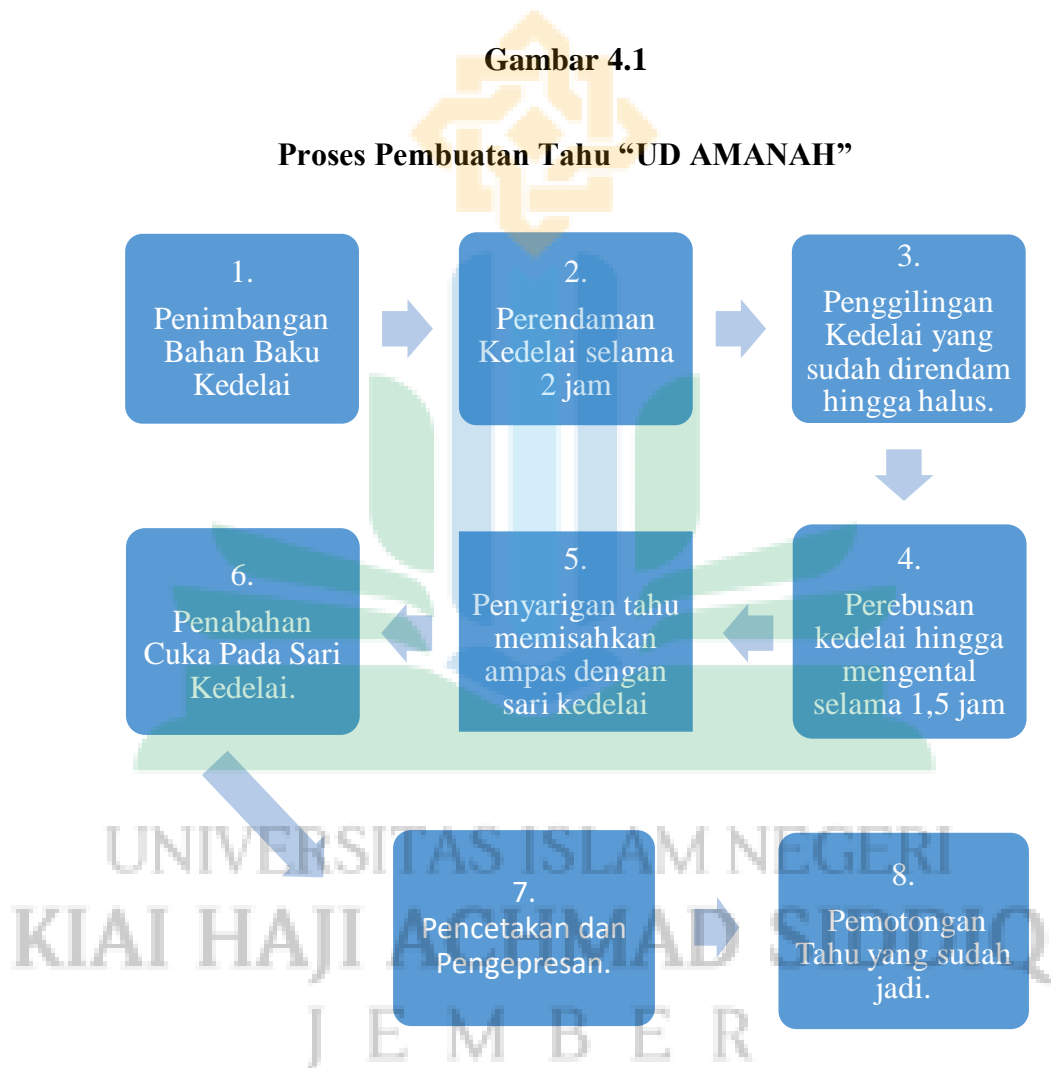 Gambar 4.1
Proses Pembuatan Tahu “UD AMANAH”
1.
Penimbangan
Bahan Baku
Kedelai
2.
Perendaman
Kedelai selama
2 jam
3.
Penggilingan
Kedelai yang
sudah direndam
hingga halus.
4.
Perebusan
kedelai hingga
mengental
selama 1,5 jam
5.
Penyarigan tahu
memisahkan
ampas dengan
sari kedelai
6.
Penabahan
Cuka Pada Sari
Kedelai.
7.
Pencetakan dan
Pengepresan.
8.
Pemotongan
Tahu yang sudah
jadi.
UNIVERSITAS ISLAM NEGERI
KIAI HAJI ACHMAD SIDDIQ
JEMBER